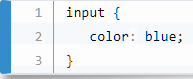 1 input {
2    color: blue;
3 }